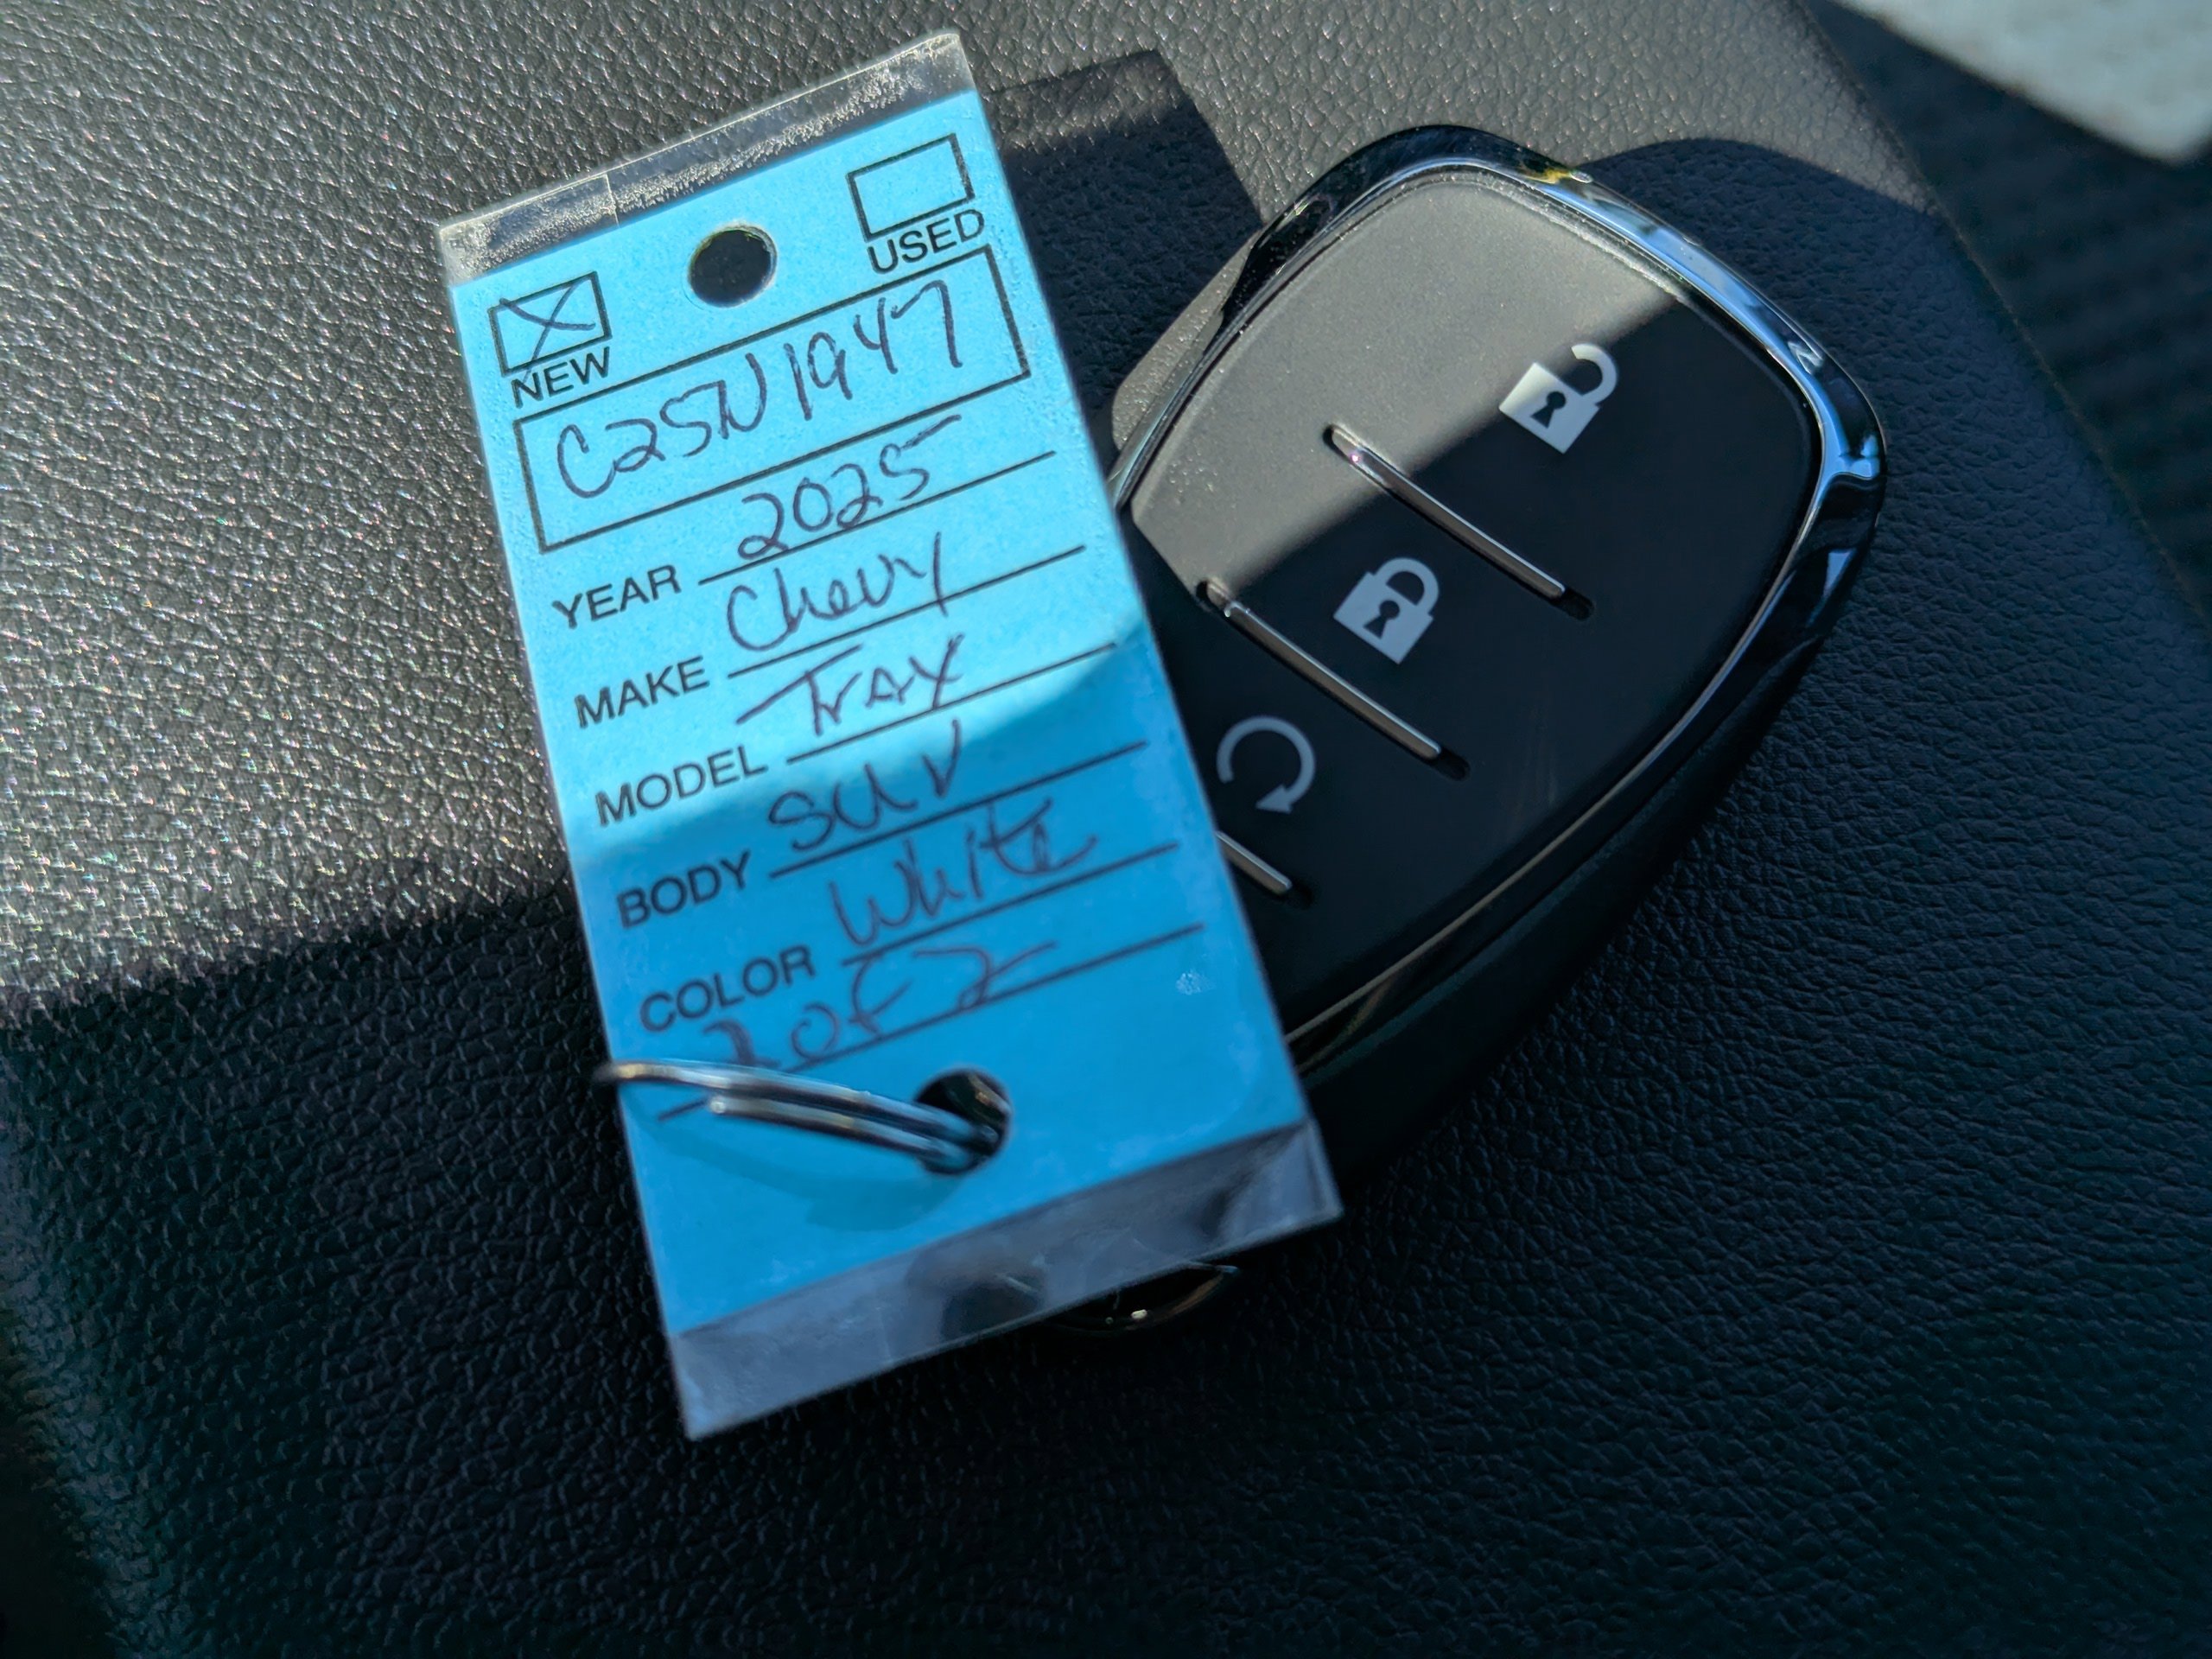 NEW USED
C25N1947
YEAR 2025
MAKE Chevy
MODEL Trax
BODY SUV
COLOR White
2 of 2